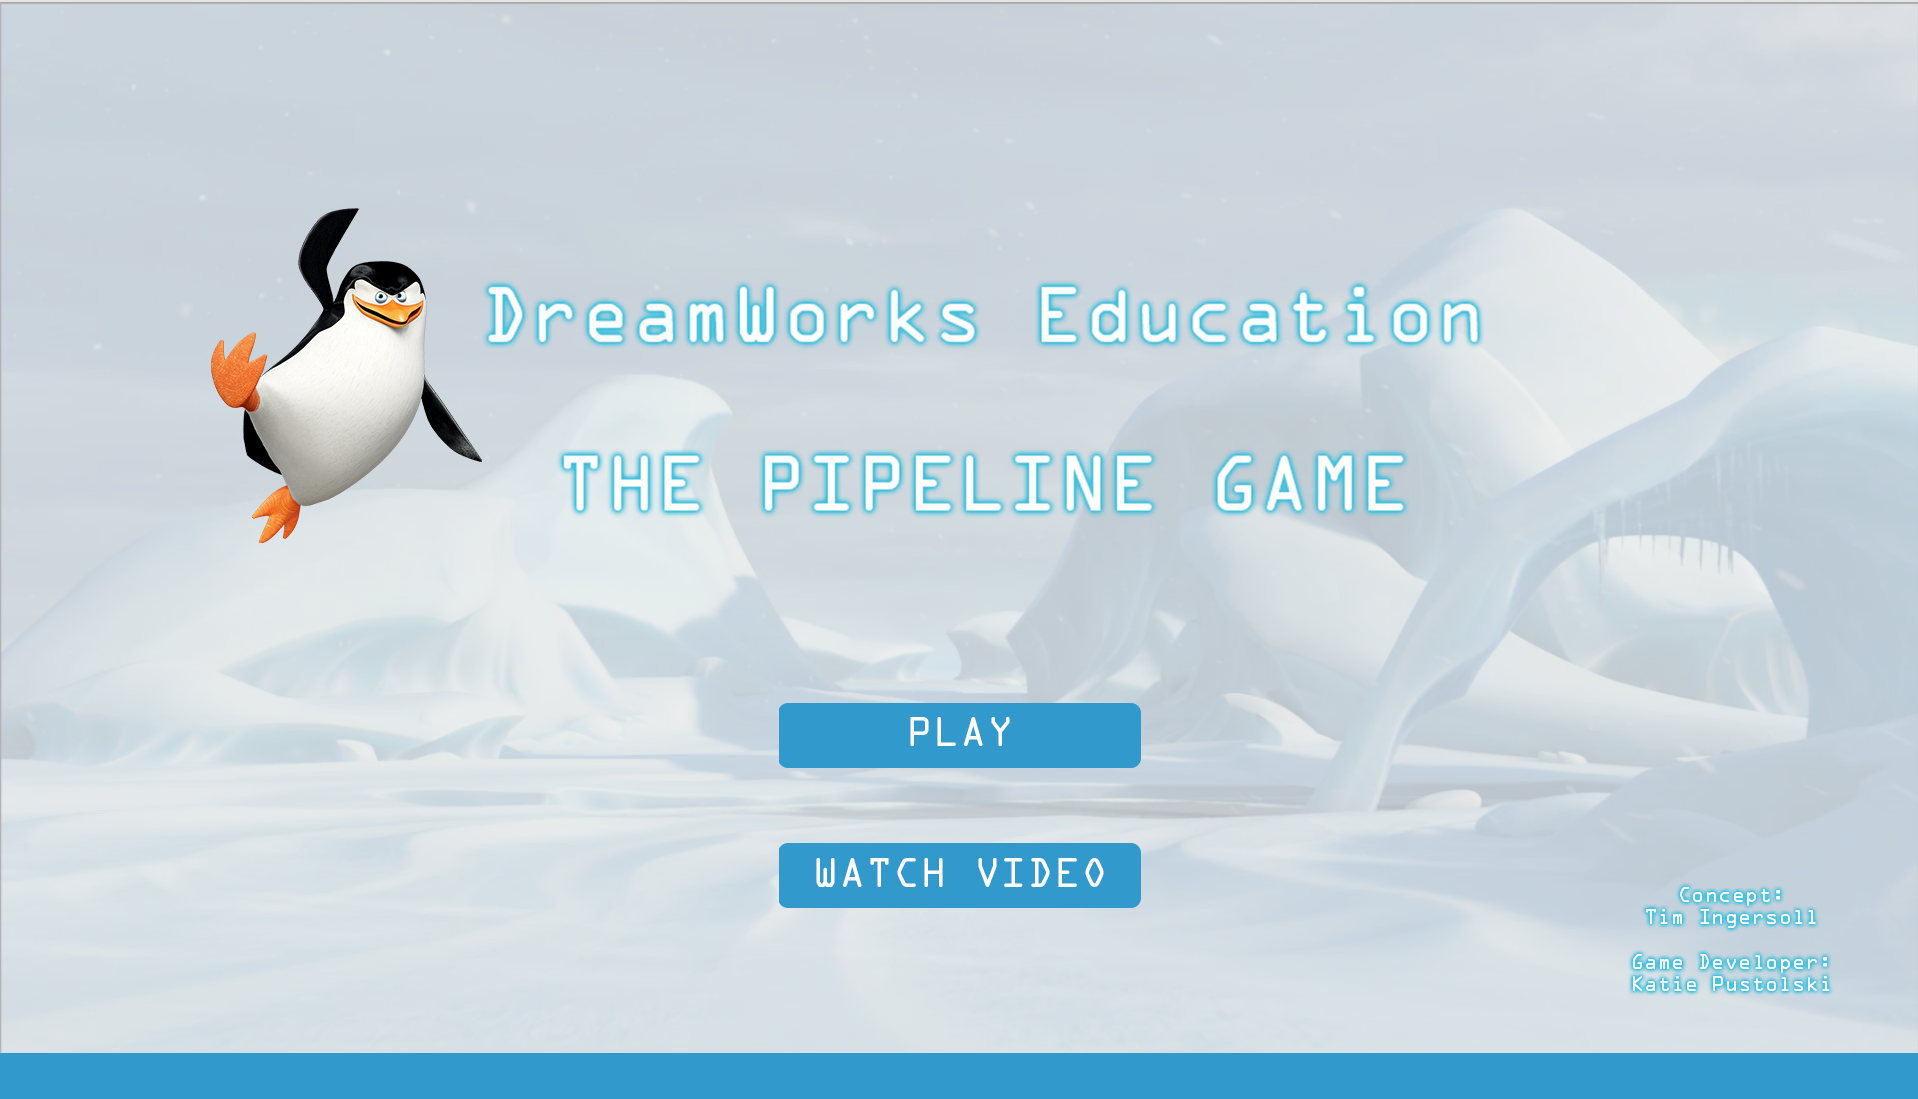 DreamWorks Education
THE PIPELINE GAME
PLAY
WATCH VIDEO
Concept:
Tim Ingersoll
Game Developer:
Katie Pustolski